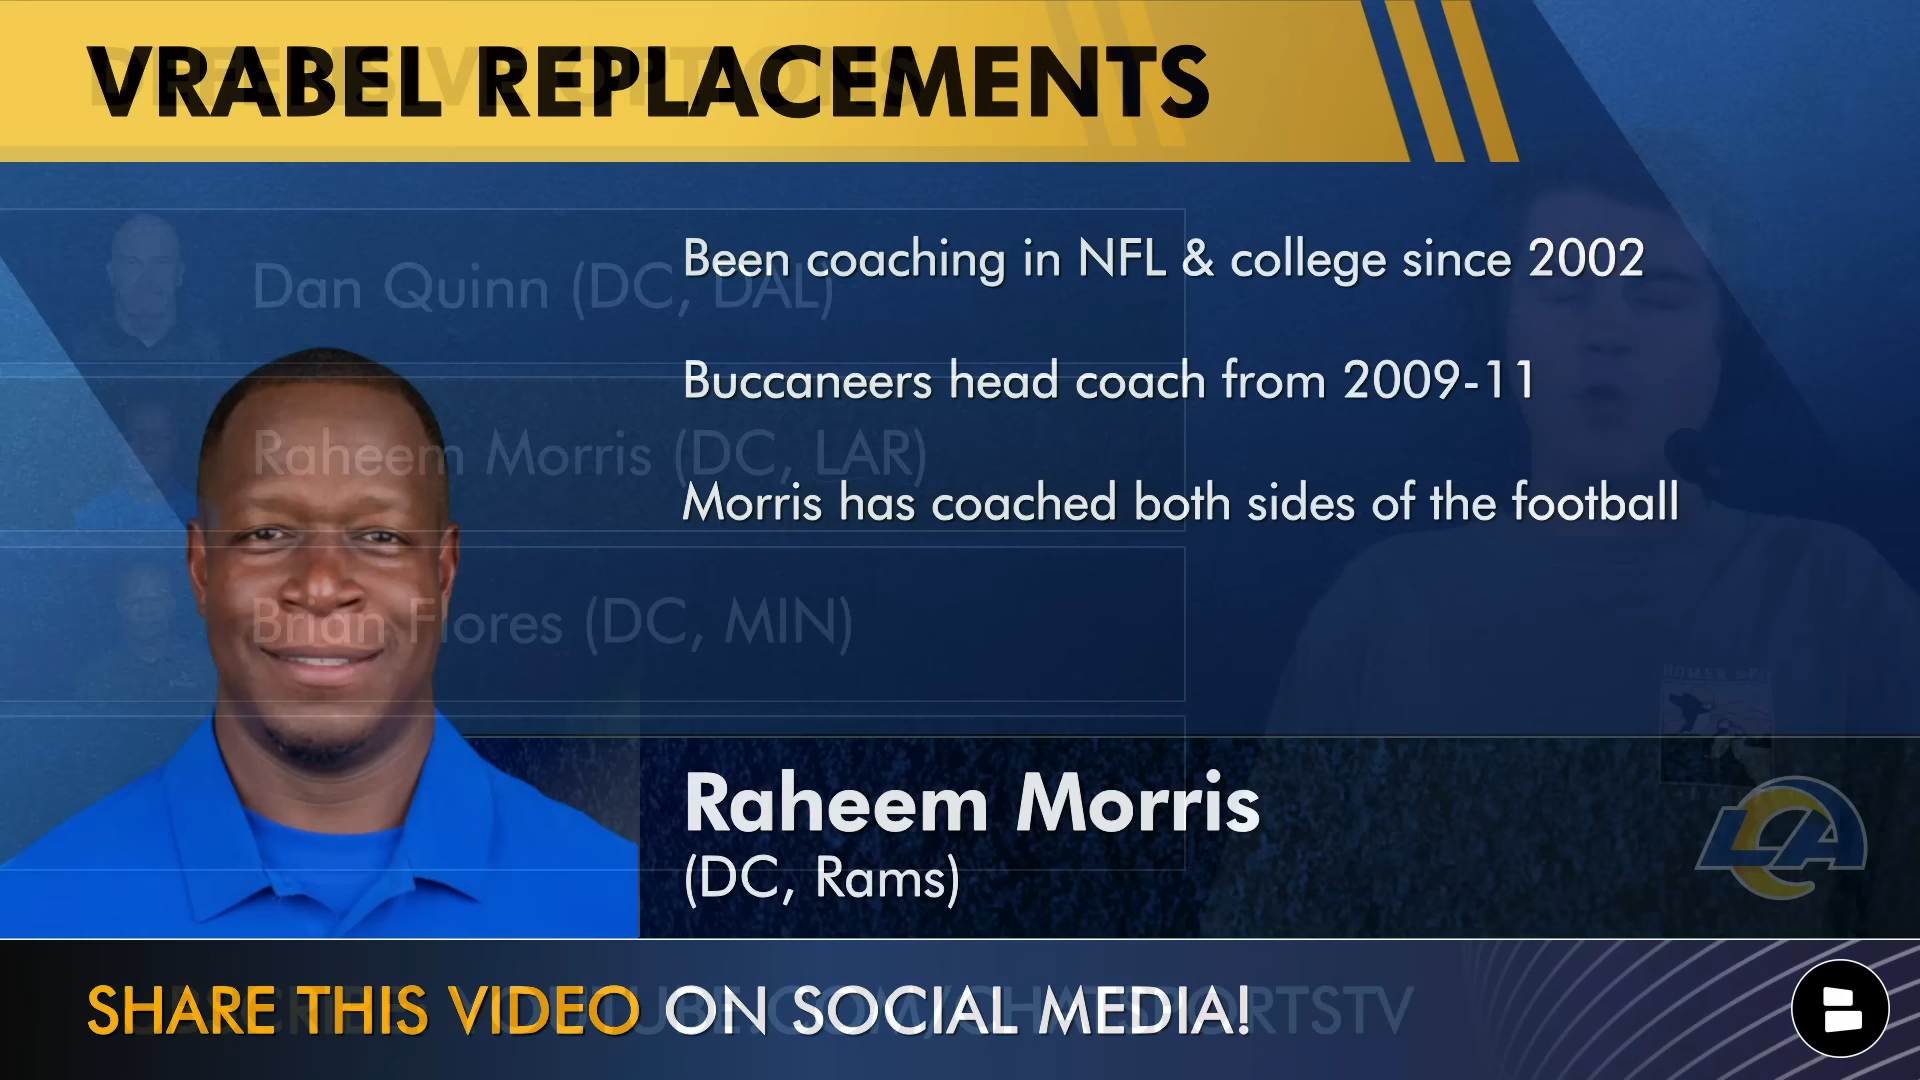 VRABEL REPLACEMENTS
Been coaching in NFL & college since 2002
Dan Quinn (DC, DAL)
Buccaneers head coach from 2009-11
Raheem Morris (DC, LAR)
Morris has coached both sides of the football
Brian Flores (DC, MIN)
Raheem Morris
(DC, Rams)
LA
SHARE THIS VIDEO ON SOCIAL MEDIA!